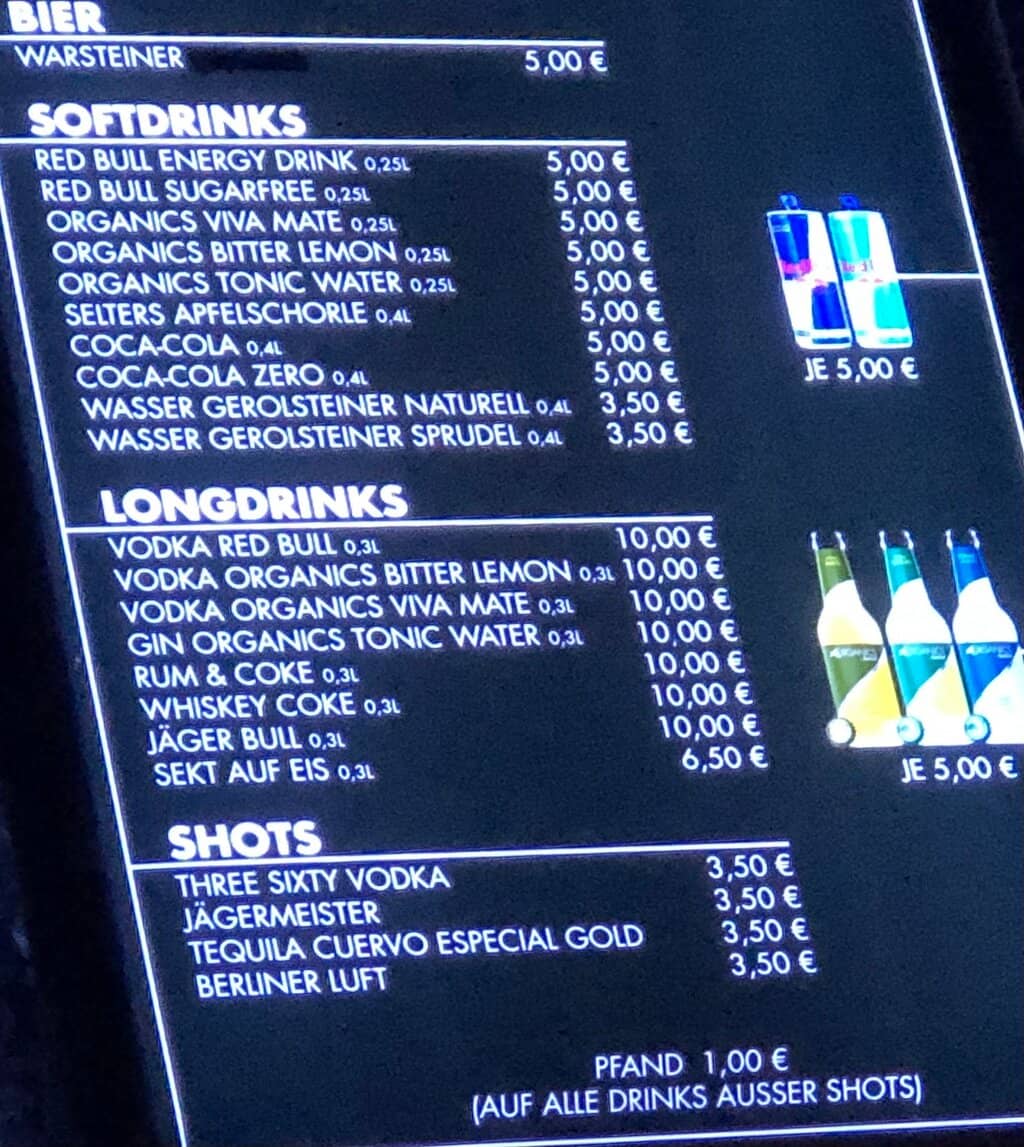 BIER
WARSTEINER 5,00 €
SOFTDRINKS
RED BULL ENERGY DRINK 0,25L 5,00 €
RED BULL SUGARFREE 0,25L 5,00 €
ORGANICS VIVA MATE 0,25L 5,00 €
ORGANICS BITTER LEMON 0,25L 5,00 €
ORGANICS TONIC WATER 0,25L 5,00 €
SELTERS APFELSCHORLE 0,4L 5,00 €
COCA-COLA 0,4L 5,00 €
COCA-COLA ZERO 0,4L 5,00 €
WASSER GEROLSTEINER NATURELL 0,4L 3,50 €
WASSER GEROLSTEINER SPRUDEL 0,4L 3,50 €
JE 5,00 €
LONGDRINKS
VODKA RED BULL 0,3L 10,00 €
VODKA ORGANICS BITTER LEMON 0,3L 10,00 €
VODKA ORGANICS VIVA MATE 0,3L 10,00 €
GIN ORGANICS TONIC WATER 0,3L 10,00 €
RUM & COKE 0,3L 10,00 €
WHISKEY COKE 0,3L 10,00 €
JÄGER BULL 0,3L 10,00 €
SEKT AUF EIS 0,3L 6,50 €
ORGANICS ORGANICS ORGANICS
JE 5,00 €
SHOTS
THREE SIXTY VODKA 3,50 €
JÄGERMEISTER 3,50 €
TEQUILA CUERVO ESPECIAL GOLD 3,50 €
BERLINER LUFT 3,50 €
PFAND 1,00 €
(AUF ALLE DRINKS AUSSER SHOTS)